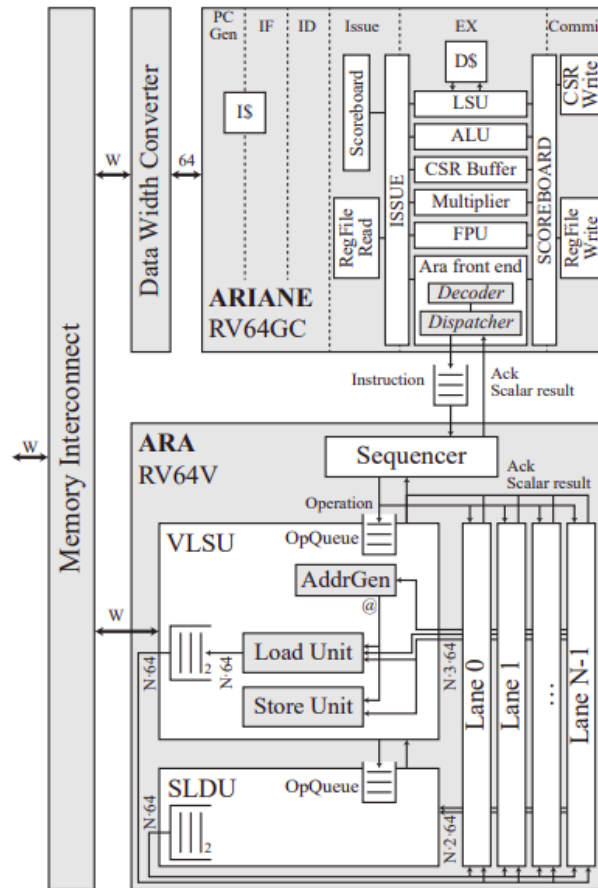 PC
Gen
IF
ID
Issue
EX
Commi
I$
D$
Scoreboard
RegFile
Read
ISSUE
LSU
ALU
CSR Buffer
Multiplier
FPU
Ara front end
Decoder
Dispatcher
SCOREBOARD
CSR
Write
RegFile
Write
ARIANE
RV64GC
W
64
Data Width Converter
Memory Interconnect
W
Instruction
Ack
Scalar result
ARA
RV64V
Sequencer
Ack
Scalar result
Operation
OpQueue
VLSU
AddrGen
@
W
2
N·64
N·64
Load Unit
Store Unit
N·3·64
Lane 0
Lane 1
...
Lane N-1
SLDU
OpQueue
N·64
2
N·2·64